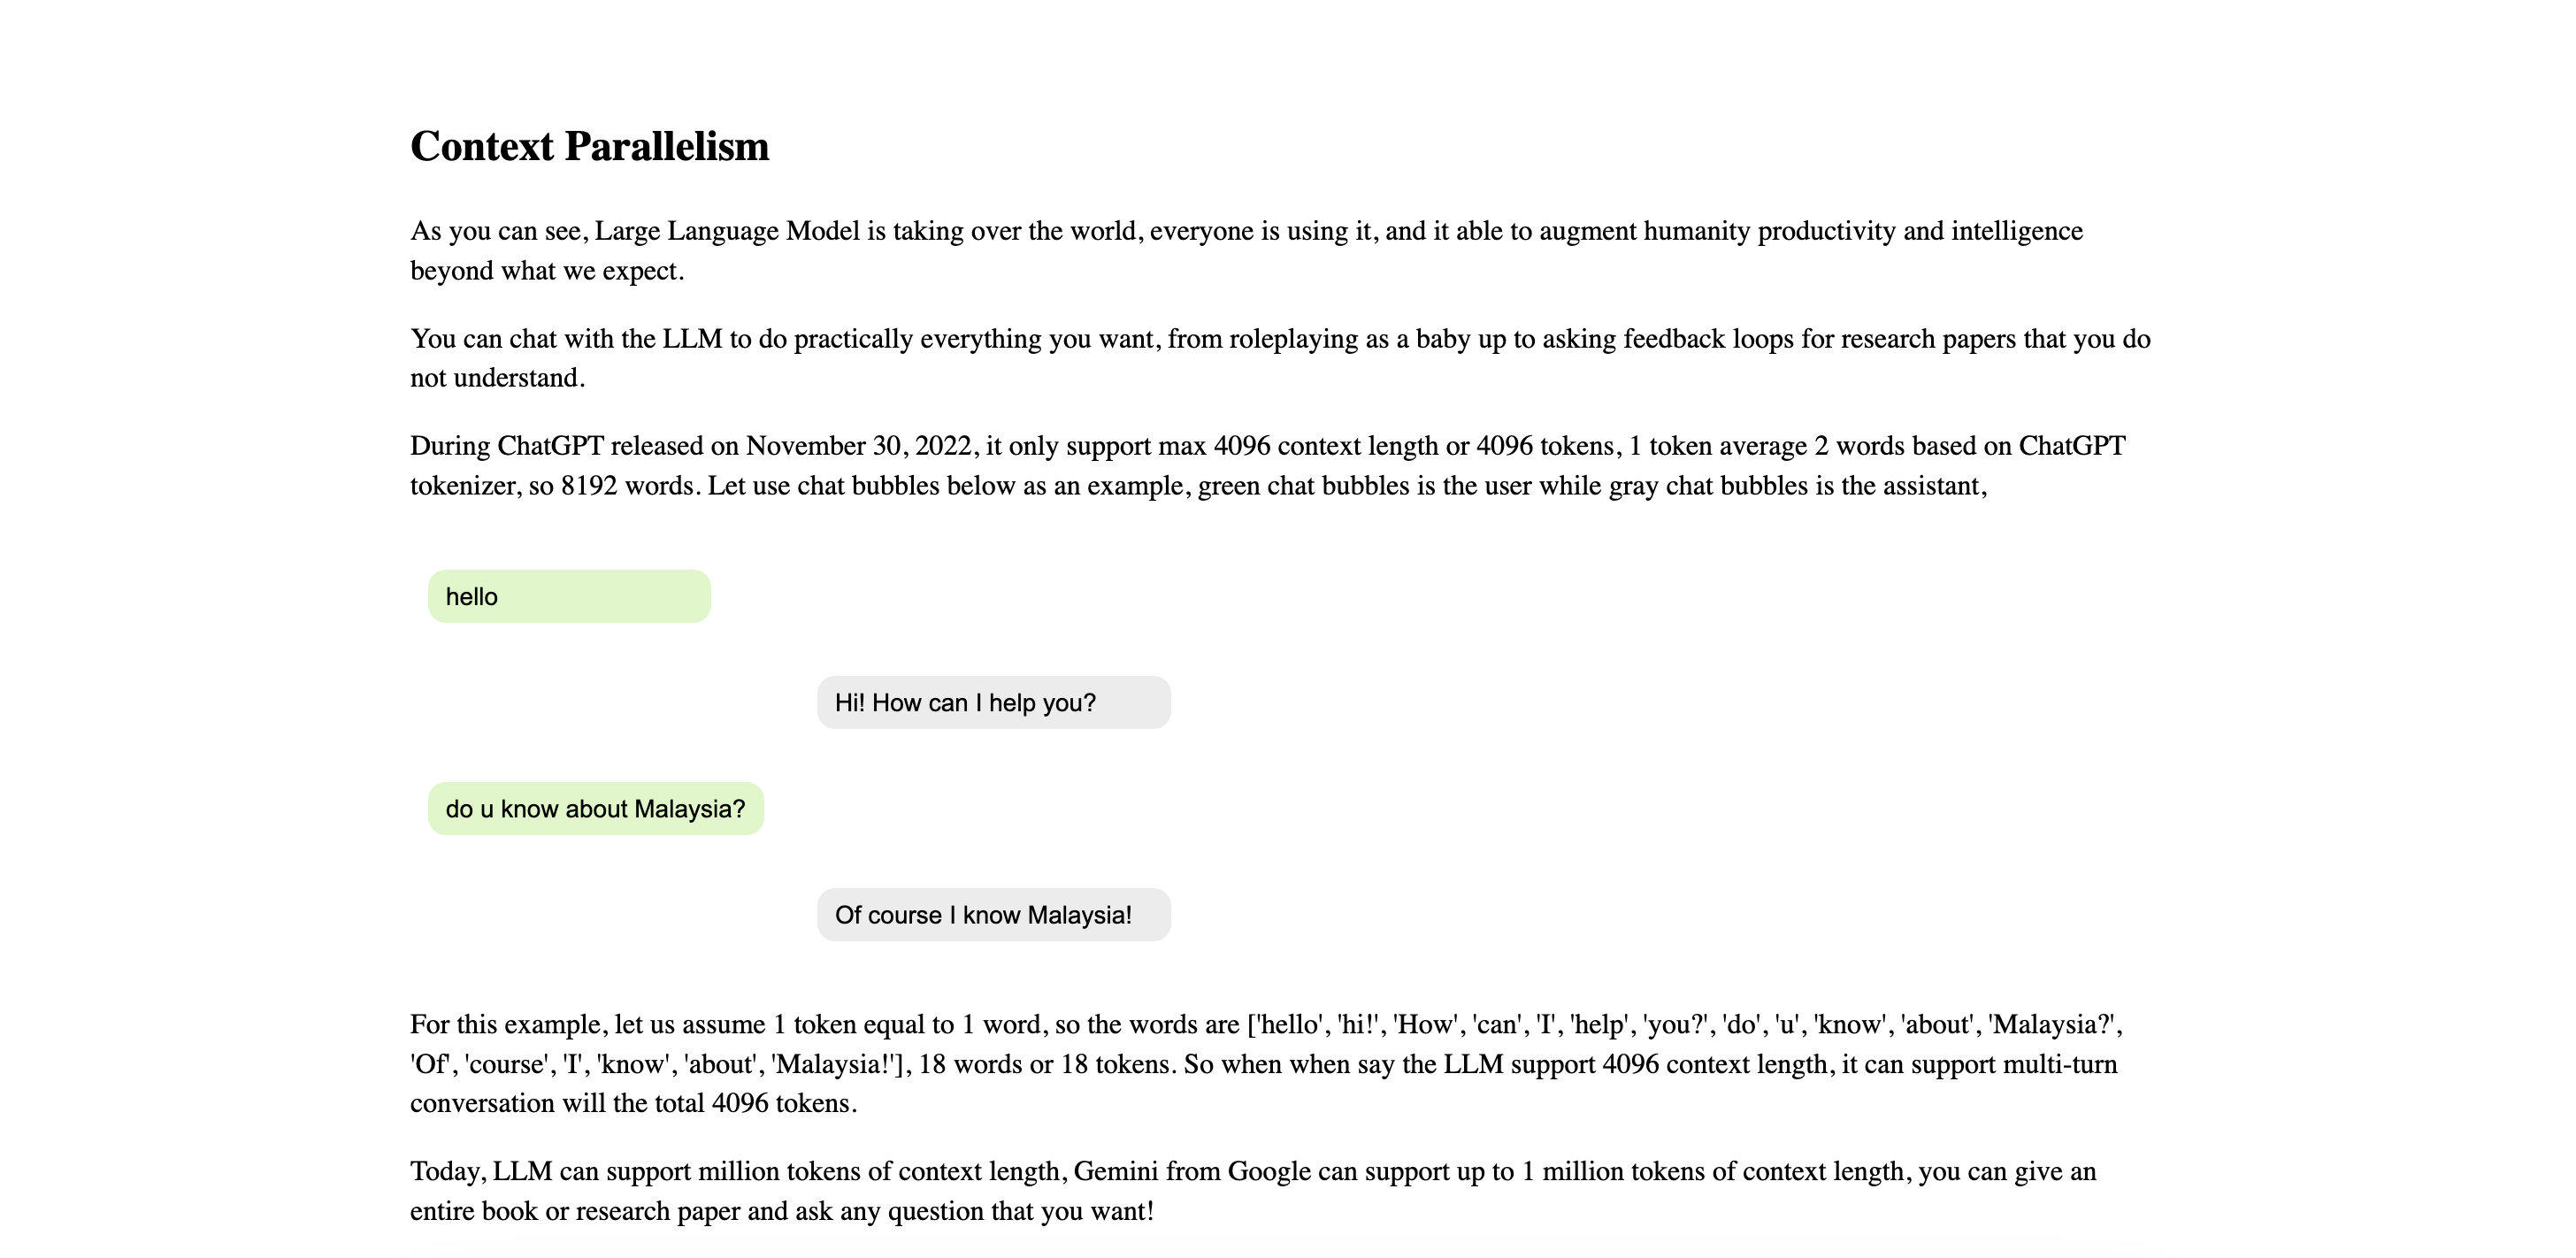 Context Parallelism
As you can see, Large Language Model is taking over the world, everyone is using it, and it able to augment humanity productivity and intelligence
beyond what we expect.
You can chat with the LLM to do practically everything you want, from roleplaying as a baby up to asking feedback loops for research papers that you do
not understand.
During ChatGPT released on November 30, 2022, it only support max 4096 context length or 4096 tokens, 1 token average 2 words based on ChatGPT
tokenizer, so 8192 words. Let use chat bubbles below as an example, green chat bubbles is the user while gray chat bubbles is the assistant,
hello
Hi! How can I help you?
do u know about Malaysia?
Of course I know Malaysia!
For this example, let us assume 1 token equal to 1 word, so the words are ['hello', 'hi!', 'How', 'can', 'I', 'help', 'you?', 'do', 'u', 'know', 'about', 'Malaysia?',
'Of', 'course', 'I', 'know', 'about', 'Malaysia!'], 18 words or 18 tokens. So when when say the LLM support 4096 context length, it can support multi-turn
conversation will the total 4096 tokens.
Today, LLM can support million tokens of context length, Gemini from Google can support up to 1 million tokens of context length, you can give an
entire book or research paper and ask any question that you want!